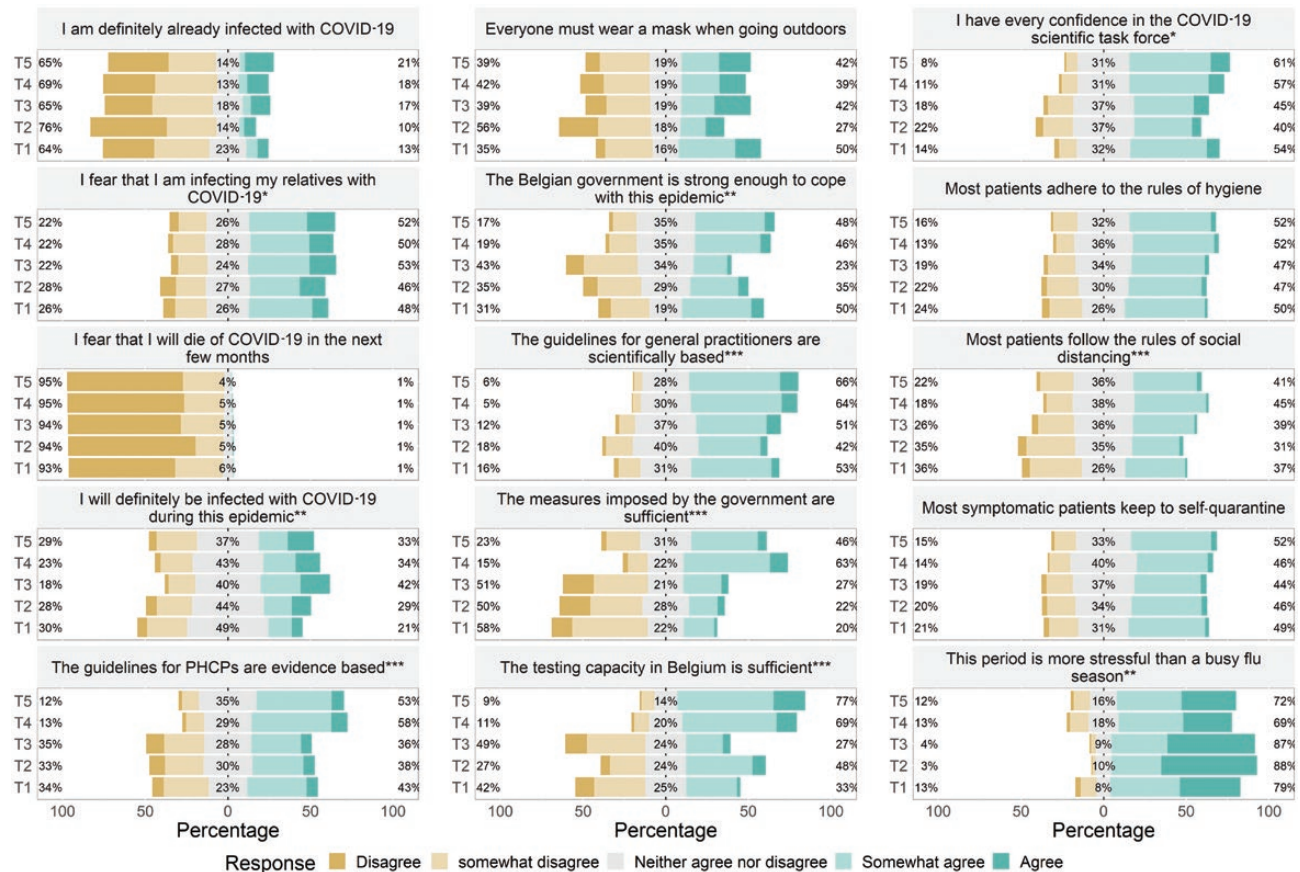 I am definitely already infected with COVID-19
T5 65% 14% 21%
T4 69% 13% 18%
T3 65% 18% 17%
T2 76% 14% 10%
T1 64% 23% 13%
I fear that I am infecting my relatives with
COVID-19*
T5 22% 26% 52%
T4 22% 28% 50%
T3 22% 24% 53%
T2 28% 27% 46%
T1 26% 26% 48%
I fear that I will die of COVID-19 in the next
few months
T5 95% 4% 1%
T4 95% 5% 1%
T3 94% 5% 1%
T2 94% 5% 1%
T1 93% 6% 1%
I will definitely be infected with COVID-19
during this epidemic**
T5 29% 37% 33%
T4 23% 43% 34%
T3 18% 40% 42%
T2 28% 44% 29%
T1 30% 49% 21%
The guidelines for PHCPs are evidence based***
T5 12% 35% 53%
T4 13% 29% 58%
T3 35% 28% 36%
T2 33% 30% 38%
T1 34% 23% 43%
100 50 0 50 100
Percentage
Everyone must wear a mask when going outdoors
T5 39% 19% 42%
T4 42% 19% 39%
T3 39% 19% 42%
T2 56% 18% 27%
T1 35% 16% 50%
The Belgian government is strong enough to cope
with this epidemic**
T5 17% 35% 48%
T4 19% 35% 46%
T3 43% 34% 23%
T2 35% 29% 35%
T1 31% 19% 50%
The guidelines for general practitioners are
scientifically based***
T5 6% 28% 66%
T4 5% 30% 64%
T3 12% 37% 51%
T2 18% 40% 42%
T1 16% 31% 53%
The measures imposed by the government are
sufficient***
T5 23% 31% 46%
T4 15% 22% 63%
T3 51% 21% 27%
T2 50% 28% 22%
T1 58% 22% 20%
The testing capacity in Belgium is sufficient***
T5 9% 14% 77%
T4 11% 20% 69%
T3 49% 24% 27%
T2 27% 24% 48%
T1 42% 25% 33%
100 50 0 50 100
Percentage
I have every confidence in the COVID-19
scientific task force*
T5 8% 31% 61%
T4 11% 31% 57%
T3 18% 37% 45%
T2 22% 37% 40%
T1 14% 32% 54%
Most patients adhere to the rules of hygiene
T5 16% 32% 52%
T4 13% 36% 52%
T3 19% 34% 47%
T2 22% 30% 47%
T1 24% 26% 50%
Most patients follow the rules of social
distancing***
T5 22% 36% 41%
T4 18% 38% 45%
T3 26% 36% 39%
T2 35% 35% 31%
T1 36% 26% 37%
Most symptomatic patients keep to self-quarantine
T5 15% 33% 52%
T4 14% 40% 46%
T3 19% 37% 44%
T2 20% 34% 46%
T1 21% 31% 49%
This period is more stressful than a busy flu
season**
T5 12% 16% 72%
T4 13% 18% 69%
T3 4% 9% 87%
T2 3% 10% 88%
T1 13% 8% 79%
100 50 0 50 100
Percentage
Response Disagree somewhat disagree Neither agree nor disagree Somewhat agree Agree